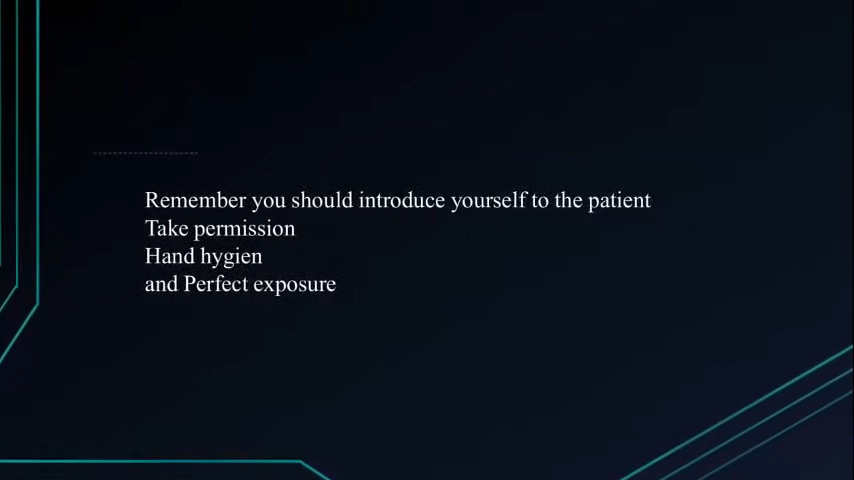 Remember you should introduce yourself to the patient
Take permission
Hand hygien
and Perfect exposure